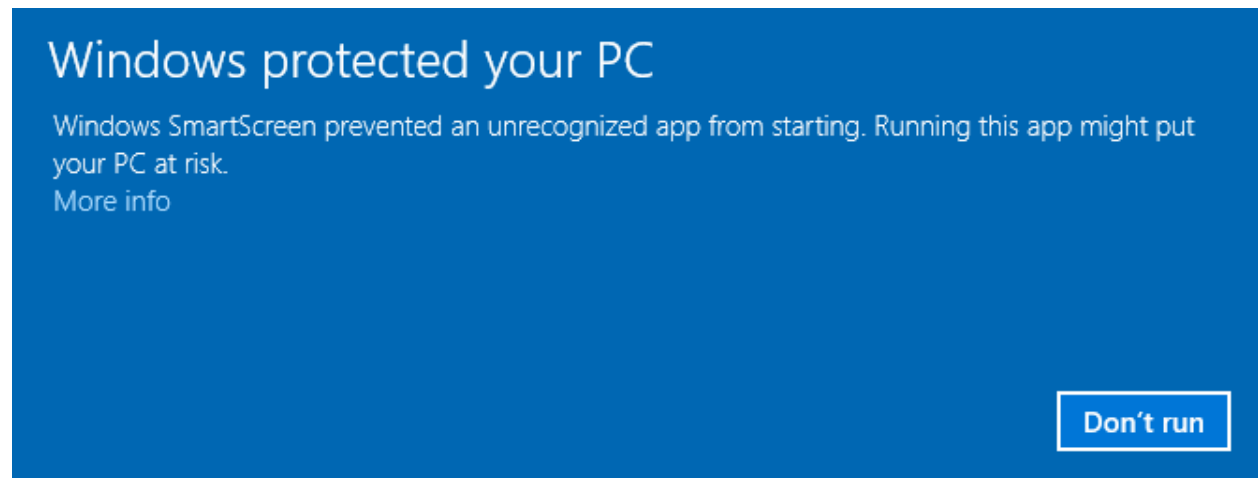 Windows protected your PC
Windows SmartScreen prevented an unrecognized app from starting. Running this app might put
your PC at risk.
More info
Don't run